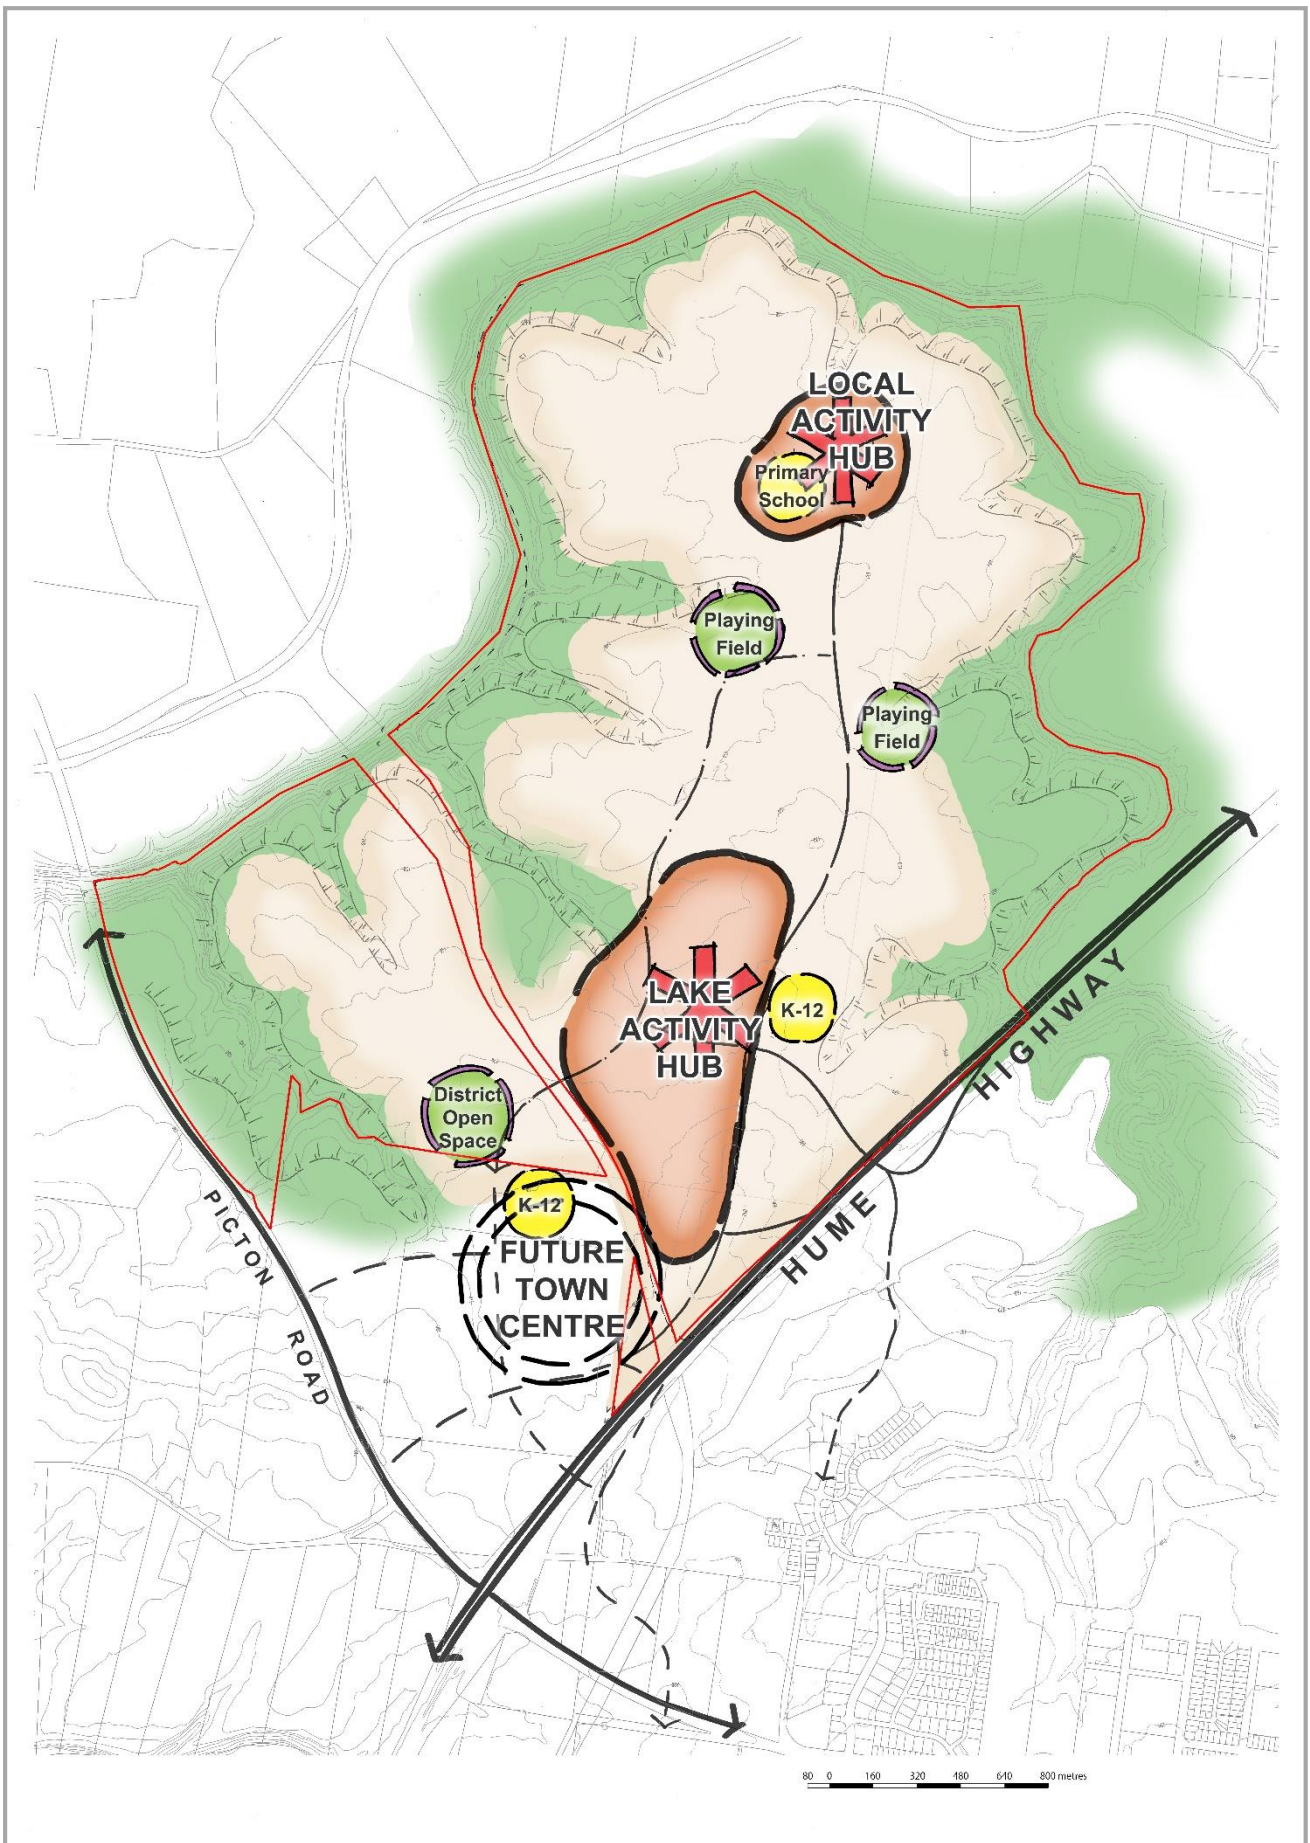 LOCAL
ACTIVITY
HUB
Primary
School
Playing
Field
Playing
Field
LAKE
ACTIVITY
HUB
K-12
District
Open
Space
K-12
FUTURE
TOWN
CENTRE
PICTON
ROAD
HUME
HIGHWAY
80 0 160 320 480 640 800 metres